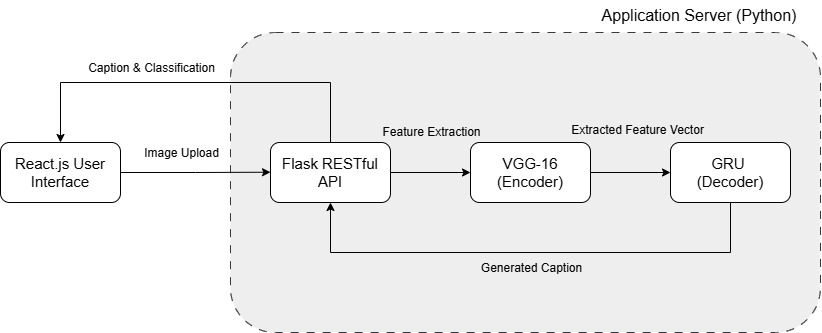 Application Server (Python)
Caption & Classification
Feature Extraction
Extracted Feature Vector
Image Upload
React.js User
Interface
Flask RESTful
API
VGG-16
(Encoder)
GRU
(Decoder)
Generated Caption